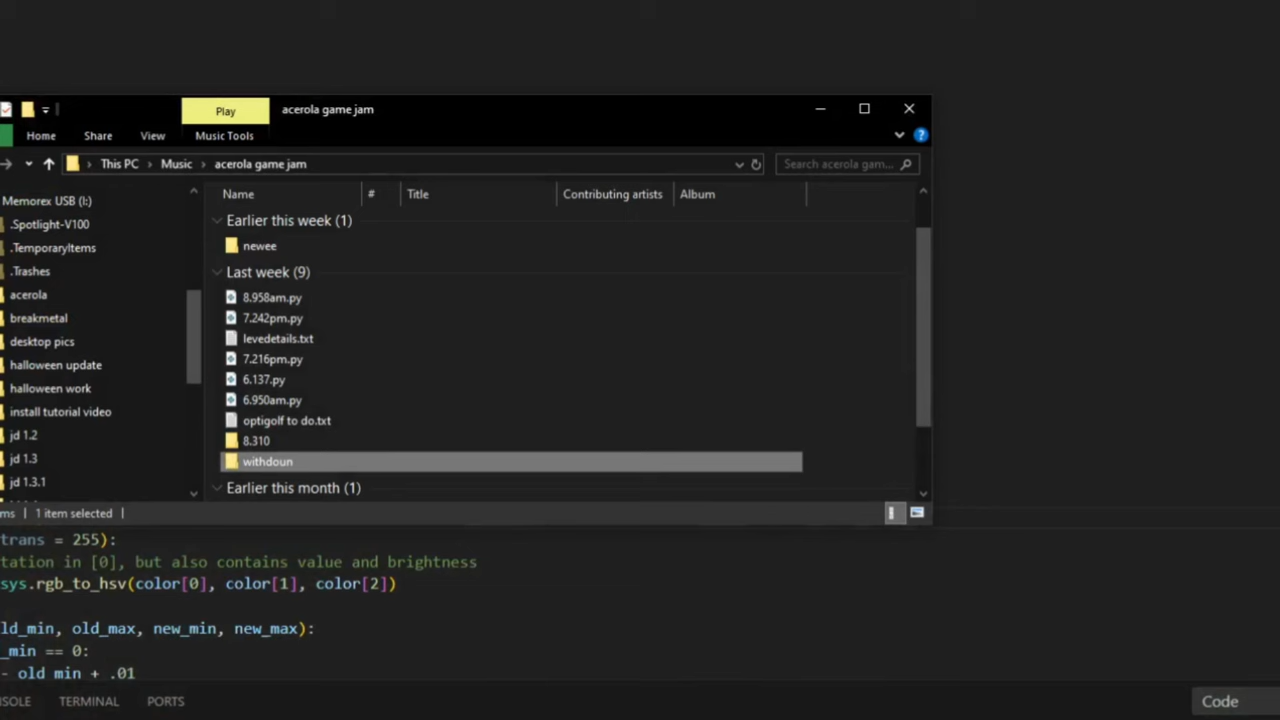 Play
acerola game jam
Home
Share
View
Music Tools
?
This PC > Music > acerola game jam
Search acerola gam...
Memorex USB (I:)
.Spotlight-V100
.TemporaryItems
.Trashes
acerola
breakmetal
desktop pics
halloween update
halloween work
install tutorial video
jd 1.2
jd 1.3
jd 1.3.1
Name
#
Title
Contributing artists
Album
Earlier this week (1)
newee
Last week (9)
8.958am.py
7.242pm.py
levedetails.txt
7.216pm.py
6.137.py
6.950am.py
optigolf to do.txt
8.310
withdoun
Earlier this month (1)
ms
1 item selected
trans = 255):
tation in [0], but also contains value and brightness
sys.rgb_to_hsv(color[0], color[1], color[2])
ld_min, old_max, new_min, new_max):
_min == 0:
- old min + .01
NSOLE
TERMINAL
PORTS
Code